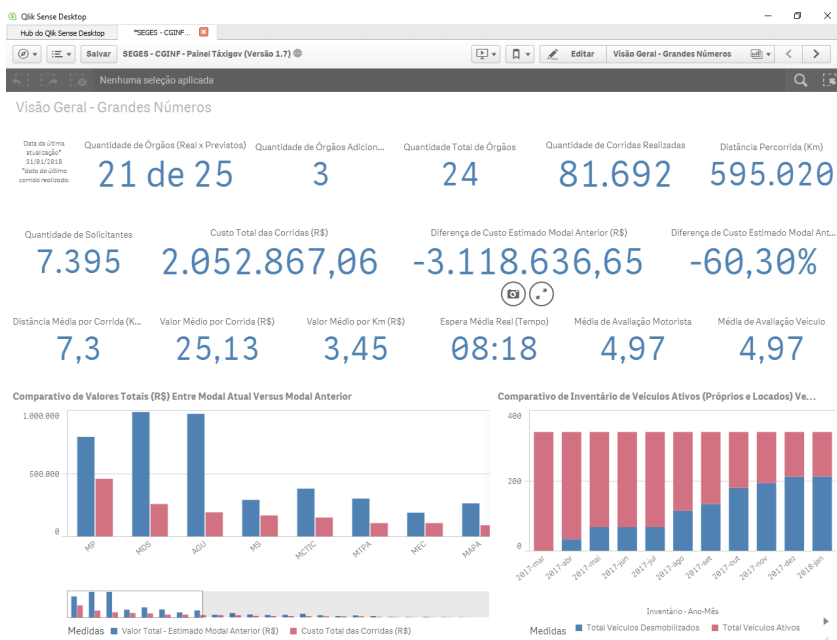 Qlik Sense Desktop
Hub do Qlik Sense Desktop
*SEGES - CGINF...
Salvar SEGES - CGINF - Painel Táxigov (Versão 1.7)
Editar Visão Geral - Grandes Números
Nenhuma seleção aplicada
Visão Geral - Grandes Números
Data da útima
atualização*
31/01/2018
*data da última
corrida realizada.
Quantidade de Órgãos (Real x Previstos)
21 de 25
Quantidade de Órgãos Adicion...
3
Quantidade Total de Órgãos
24
Quantidade de Corridas Realizadas
81.692
Distância Percorrida (Km)
595.020
Quantidade de Solicitantes
7.395
Custo Total das Corridas (R$)
2.052.867,06
Diferença de Custo Estimado Modal Anterior (R$)
-3.118.636,65
Diferença de Custo Estimado Modal Ant...
-60,30%
Distância Média por Corrida (K...
7,3
Valor Médio por Corrida (R$)
25,13
Valor Médio por Km (R$)
3,45
Espera Média Real (Tempo)
08:18
Média de Avaliação Motorista
4,97
Média de Avaliação Veículo
4,97
Comparativo de Valores Totais (R$) Entre Modal Atual Versus Modal Anterior
1.000.000
500.000
0
MP MDS AGU MS MCTIC MTPA MEC MAPA
Medidas Valor Total - Estimado Modal Anterior (R$) Custo Total das Corridas (R$)
Comparativo de Inventário de Veículos Ativos (Próprios e Locados) Ve...
400
200
0
2017-mar 2017-abr 2017-mai 2017-jun 2017-jul 2017-ago 2017-set 2017-out 2017-nov 2017-dez 2018-jan
Inventário - Ano-Mês
Medidas Total Veículos Desmobilizados Total Veículos Ativos